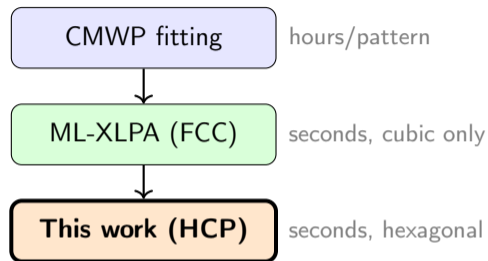 CMWP fitting hours/pattern
ML-XLPA (FCC) seconds, cubic only
This work (HCP) seconds, hexagonal